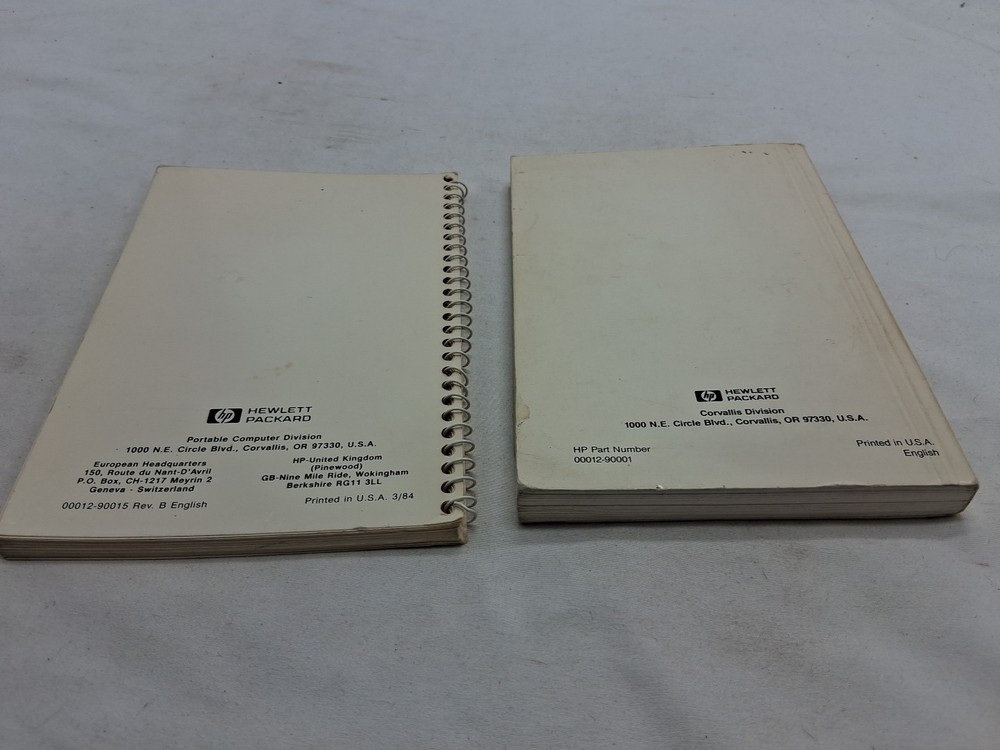 hp HEWLETT
PACKARD
Portable Computer Division
1000 N.E. Circle Blvd., Corvallis, OR 97330, U.S.A.
European Headquarters
150, Route du Nant-D'Avril
P.O. Box, CH-1217 Meyrin 2
Geneva - Switzerland
HP-United Kingdom
(Pinewood)
GB-Nine Mile Ride, Wokingham
Berkshire RG11 3LL
00012-90015 Rev. B English
Printed in U.S.A. 3/84
hp HEWLETT
PACKARD
Corvallis Division
1000 N.E. Circle Blvd., Corvallis, OR 97330, U.S.A.
HP Part Number
00012-90001
Printed in U.S.A.
English